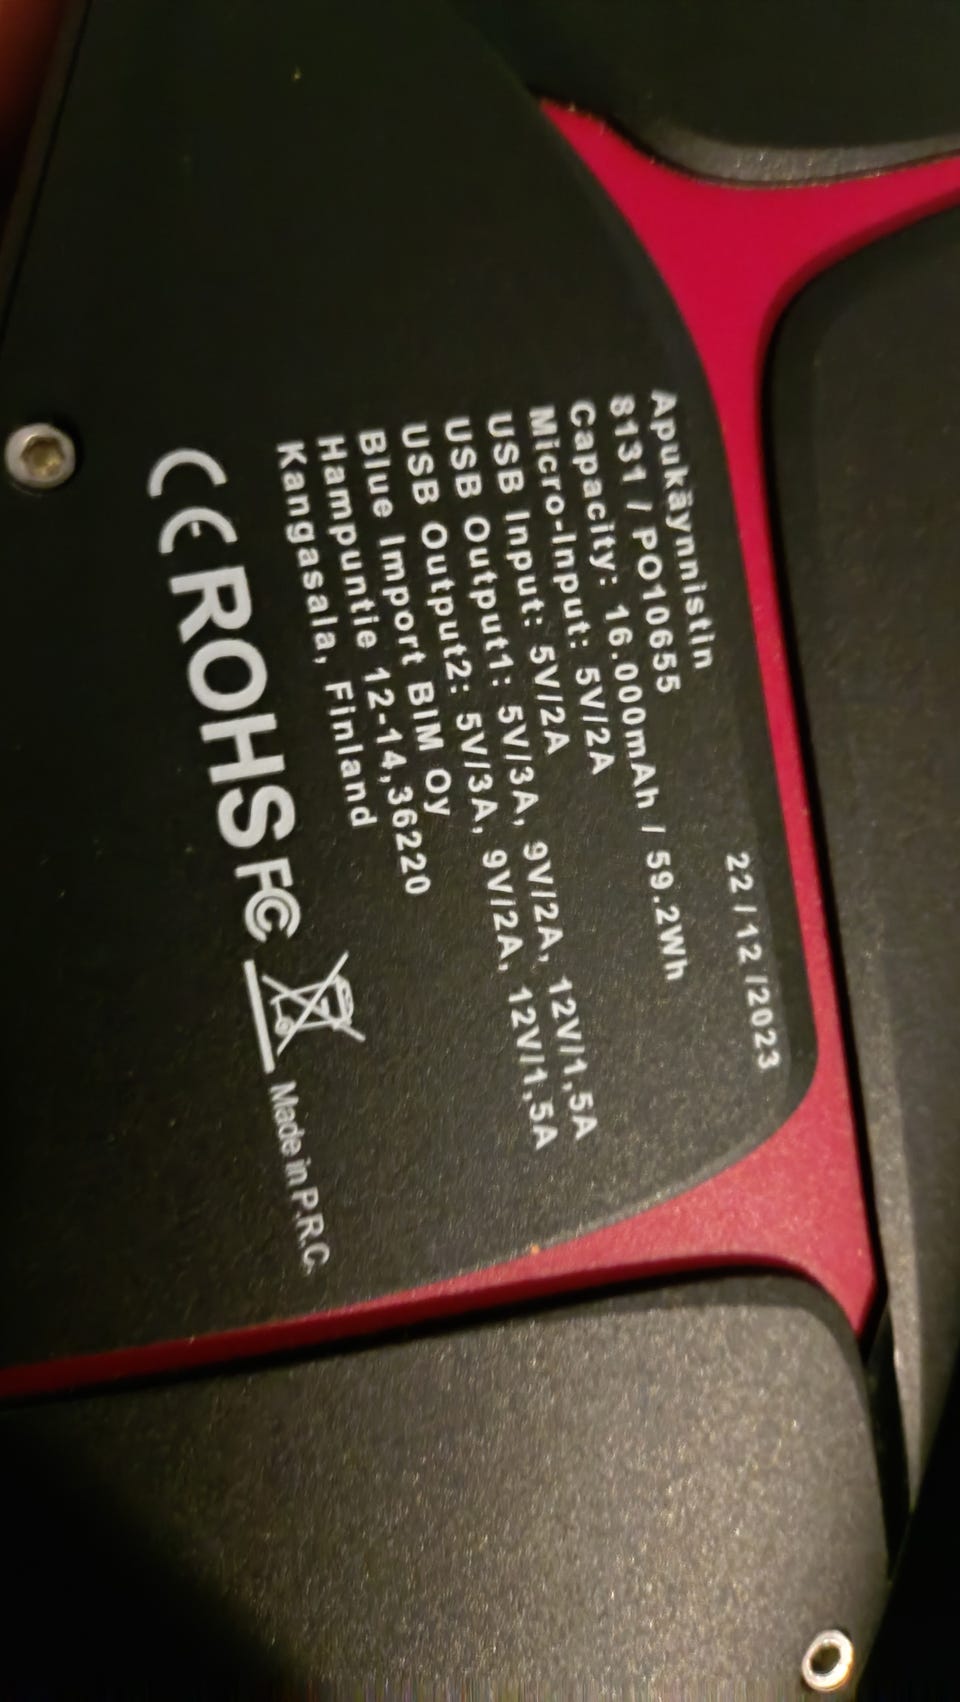 22/12/2023
Apukäynnistin
8131 / PO10655
Capacity: 16.000mAh / 59.2Wh
Micro-Input: 5V/2A
USB Input: 5V/2A
USB Output1: 5V/3A, 9V/2A, 12V/1,5A
USB Output2: 5V/3A, 9V/2A, 12V/1,5A
Blue Import BIM Oy
Hampuntie 12-14,36220
Kangasala, Finland
CE ROHS FC Made in P.R.C.